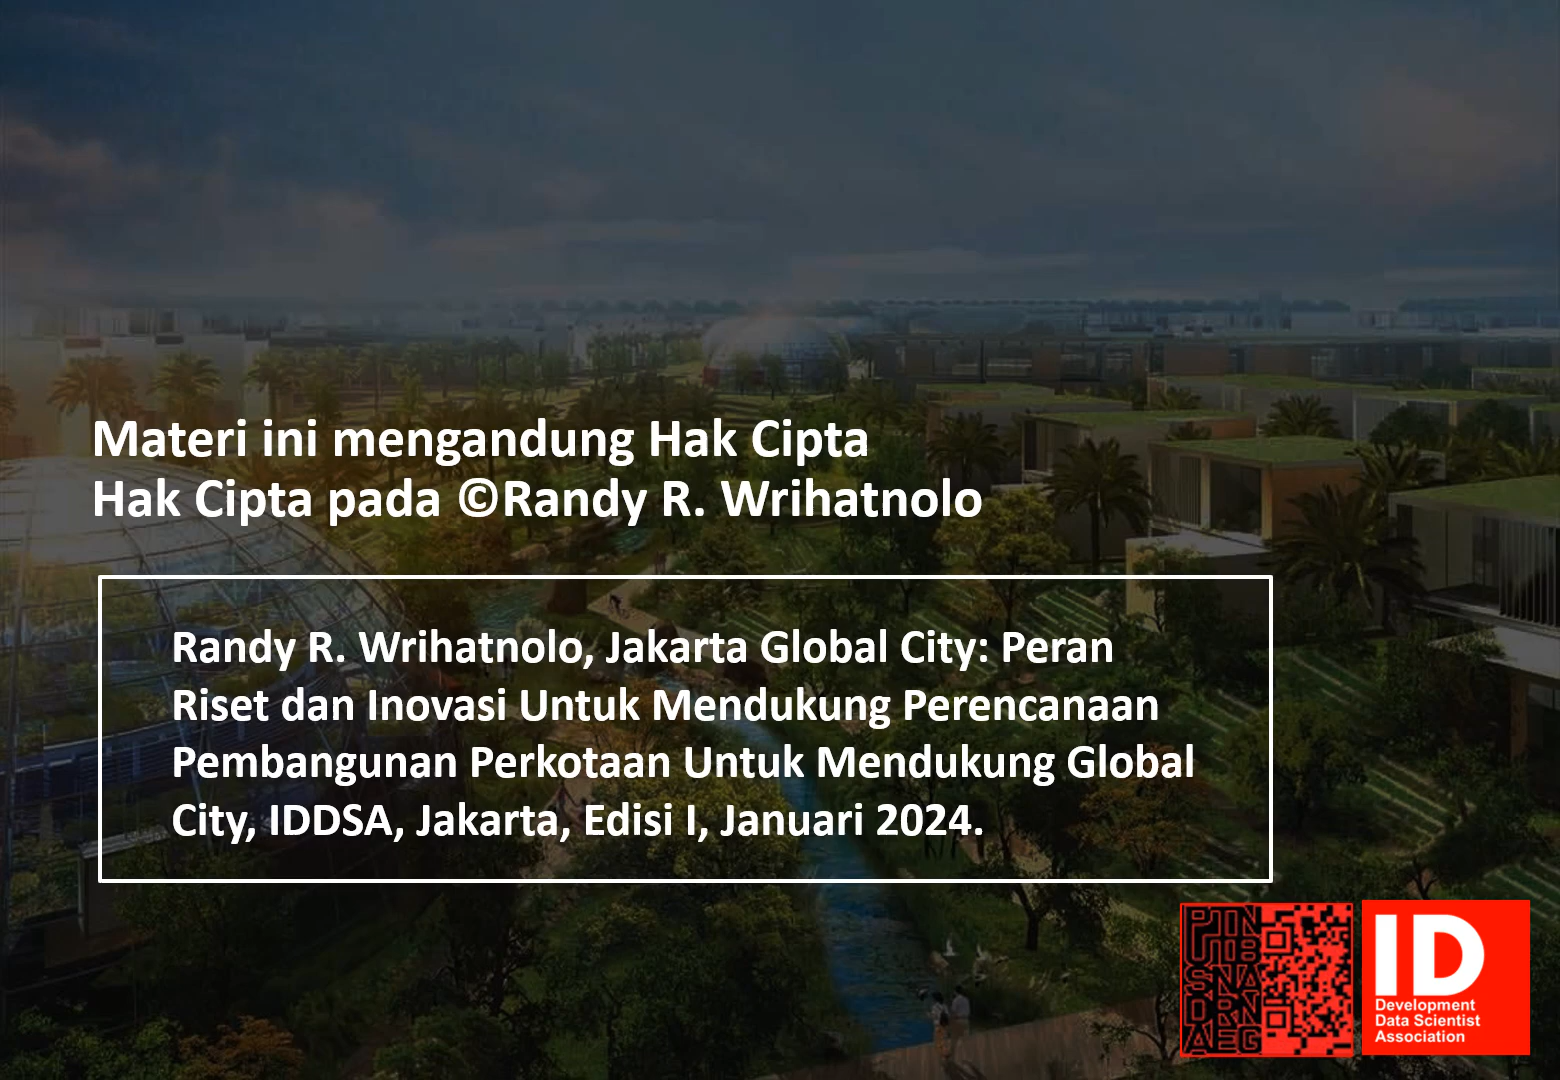 Materi ini mengandung Hak Cipta
Hak Cipta pada ©Randy R. Wrihatnolo
Randy R. Wrihatnolo, Jakarta Global City: Peran
Riset dan Inovasi Untuk Mendukung Perencanaan
Pembangunan Perkotaan Untuk Mendukung Global
City, IDDSA, Jakarta, Edisi I, Januari 2024.
ID
Development
Data Scientist
Association